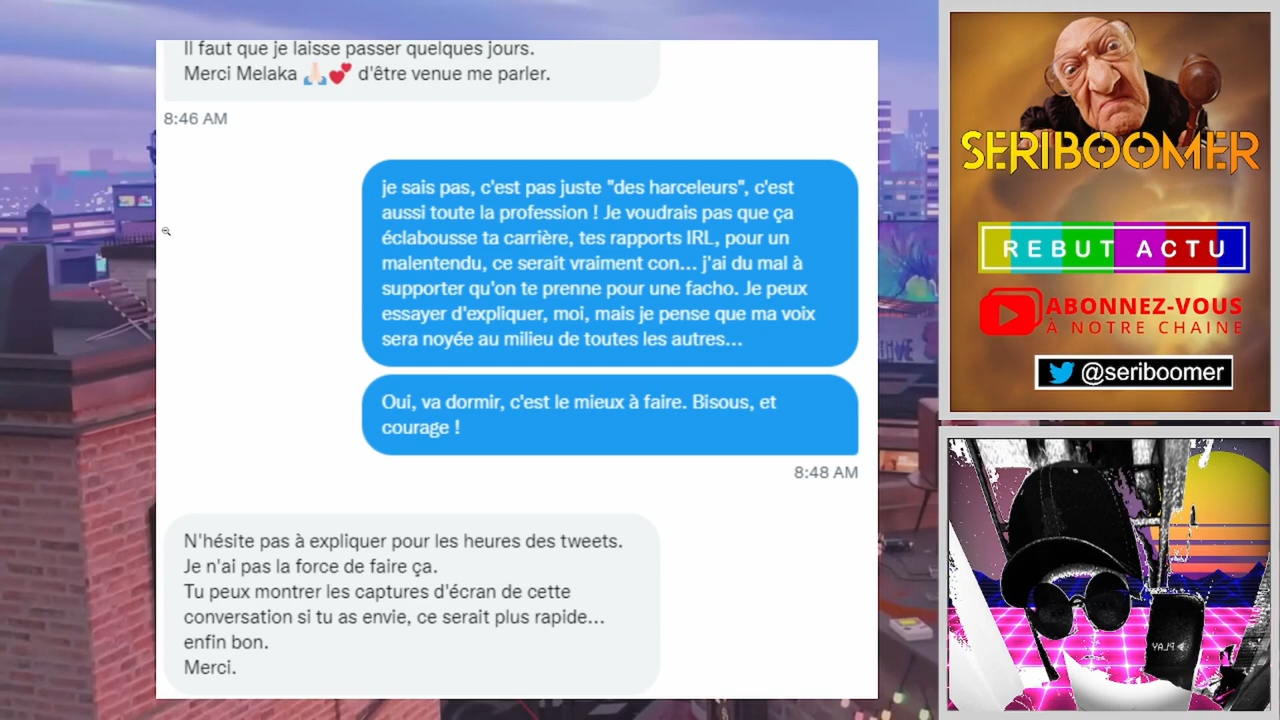 Il faut que je laisse passer quelques jours.
Merci Melaka 🙏🏻💕 d'être venue me parler.
8:46 AM
je sais pas, c'est pas juste "des harceleurs", c'est
aussi toute la profession ! Je voudrais pas que ça
éclabousse ta carrière, tes rapports IRL, pour un
malentendu, ce serait vraiment con... j'ai du mal à
supporter qu'on te prenne pour une facho. Je peux
essayer d'expliquer, moi, mais je pense que ma voix
sera noyée au milieu de toutes les autres...
Oui, va dormir, c'est le mieux à faire. Bisous, et
courage !
8:48 AM
N'hésite pas à expliquer pour les heures des tweets.
Je n'ai pas la force de faire ça.
Tu peux montrer les captures d'écran de cette
conversation si tu as envie, ce serait plus rapide...
enfin bon.
Merci.
SERIBOOMER
REBUT ACTU
ABONNEZ-VOUS
À NOTRE CHAINE
@seriboomer
PLAY